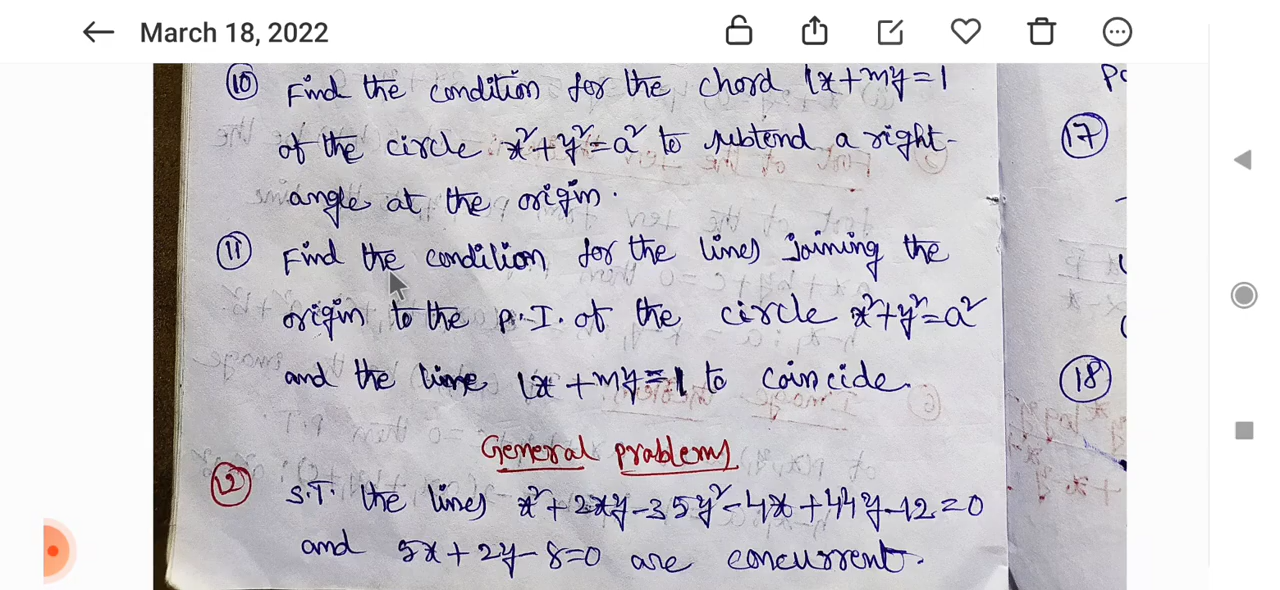 March 18, 2022
⑩ Find the condition for the chord lx+my=1
of the circle x²+y²=a² to subtend a right-
angle at the origin.
⑪ Find the condition for the lines joining the
origin to the P.I. of the circle x²+y²=a²
and the line lx+my=1 to coincide.
General problems
⑫ S.T. the lines x²+2xy-35y²-4x+44y-12=0
and 5x+2y-8=0 are concurrent.
⑰
⑱